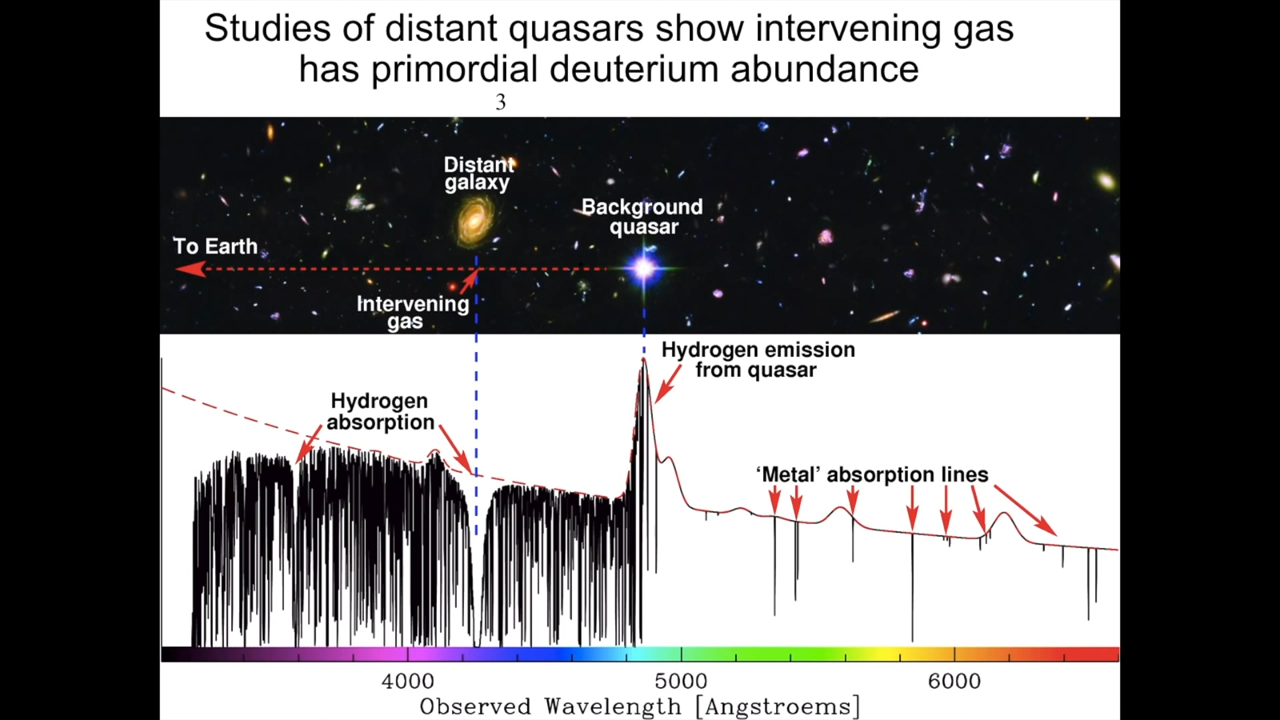 Studies of distant quasars show intervening gas
has primordial deuterium abundance
3
Distant
galaxy
Background
quasar
To Earth
Intervening
gas
Hydrogen emission
from quasar
Hydrogen
absorption
‘Metal’ absorption lines
4000
5000
6000
Observed Wavelength [Angstroems]